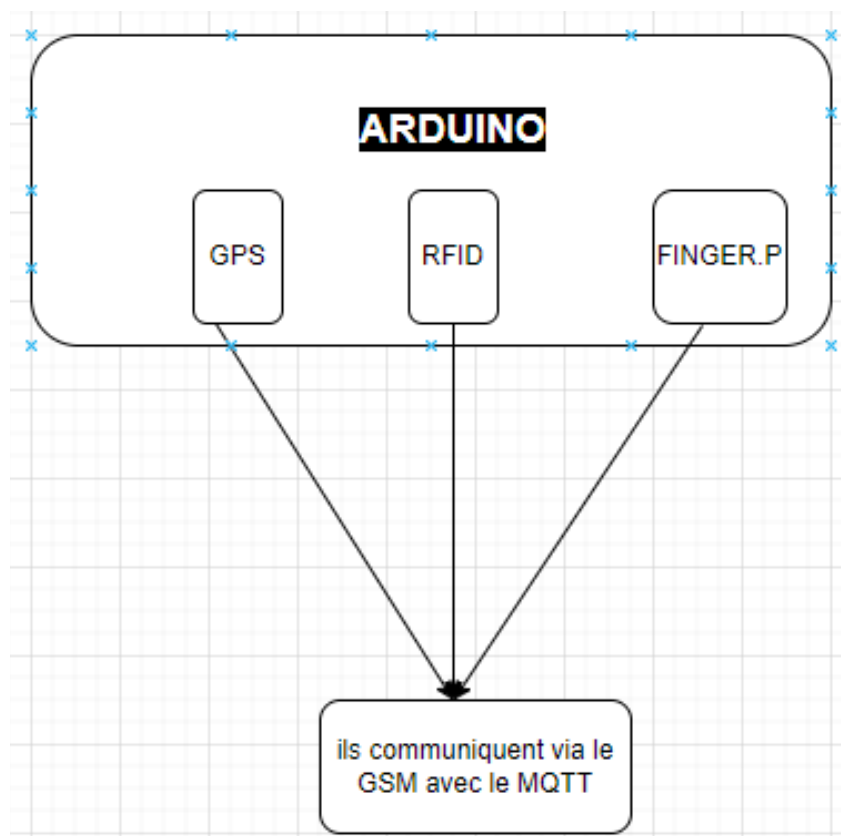 ARDUINO
GPS
RFID
FINGER.P
ils communiquent via le
GSM avec le MQTT